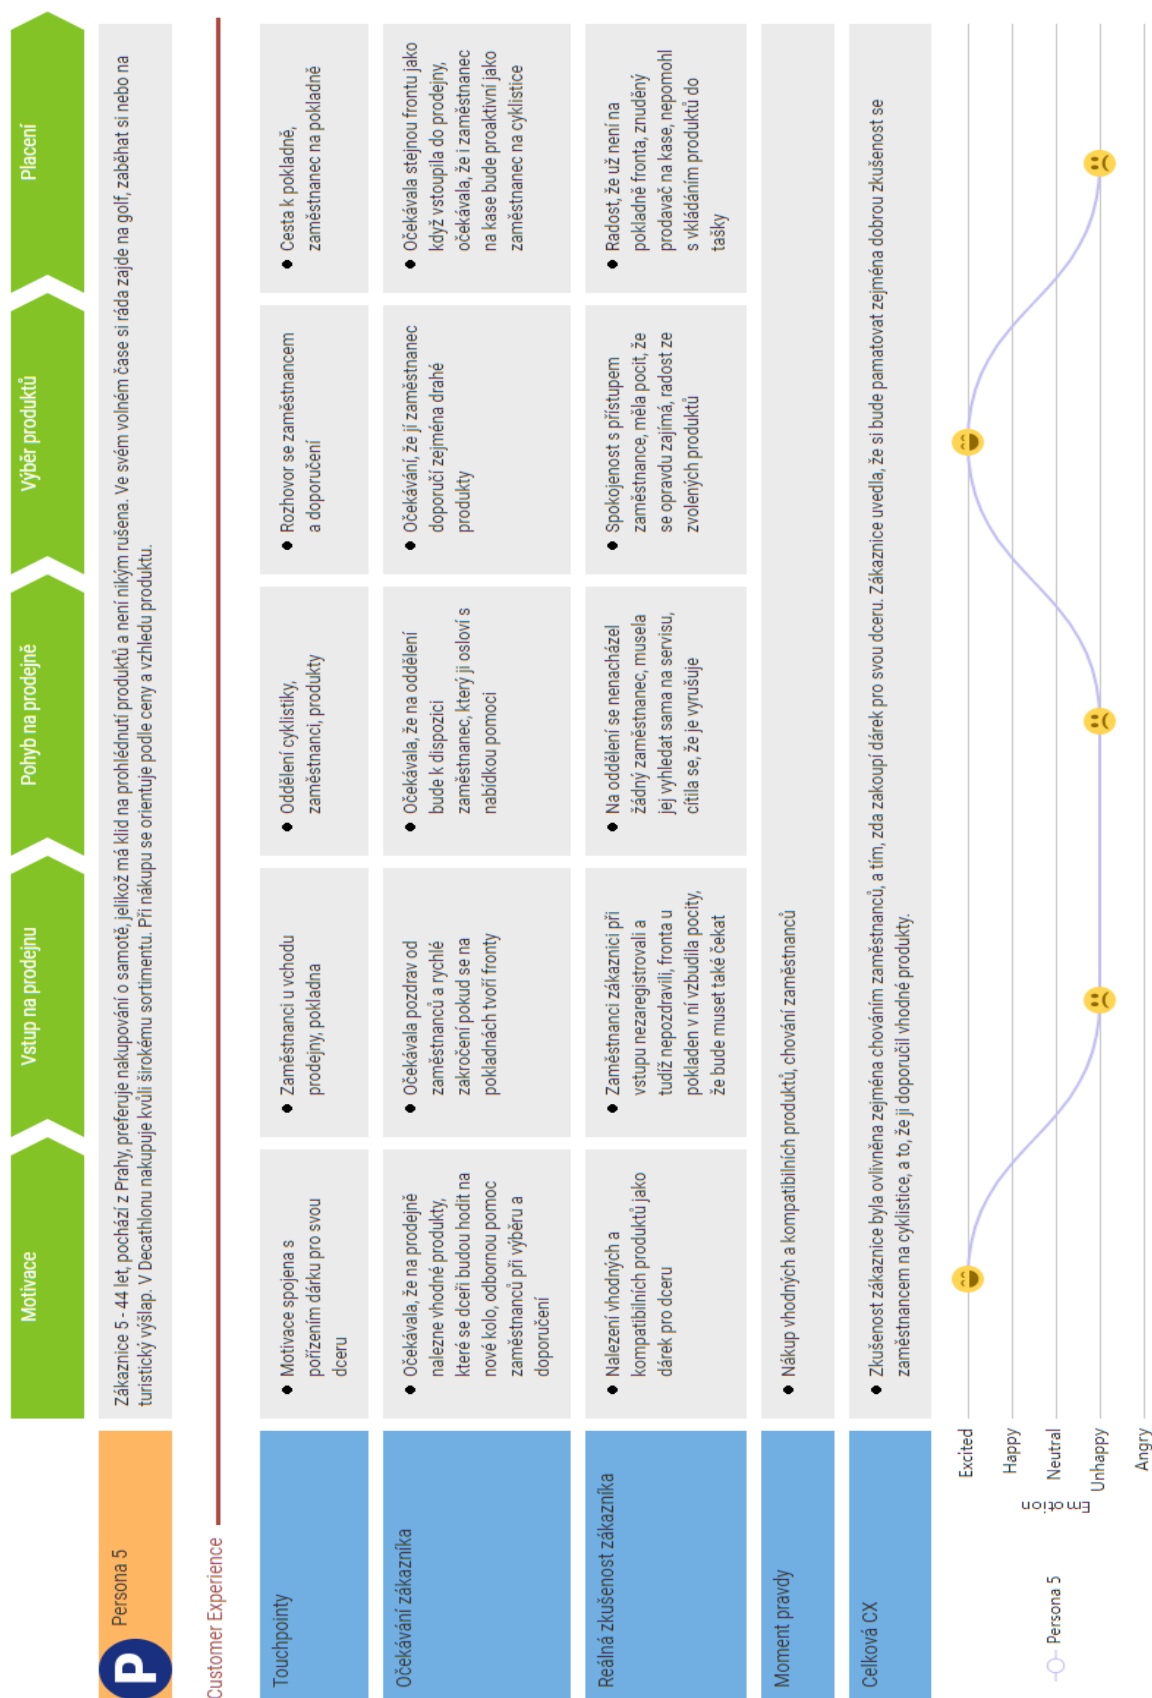 Motivace
Vstup na prodejnu
Pohyb na prodejně
Výběr produktů
Placení
P
Persona 5
Zákaznice 5 - 44 let, pochází z Prahy, preferuje nakupování o samotě, jelikož má klid na prohlédnutí produktů a není nikým rušena. Ve svém volném čase si ráda zajde na golf, zaběhat si nebo na
turistický výšlap. V Decathlonu nakupuje kvůli širokému sortimentu. Při nákupu se orientuje podle ceny a vzhledu produktu.
Customer Experience
Touchpointy
● Motivace spojena s
pořízením dárku pro svou
dceru
● Zaměstnanci u vchodu
prodejny, pokladna
● Oddělení cyklistiky,
zaměstnanci, produkty
● Rozhovor se zaměstnancem
a doporučení
● Cesta k pokladně,
zaměstnanec na pokladně
Očekávání zákazníka
● Očekávala, že na prodejně
nalezne vhodné produkty,
které se dceři budou hodit na
nové kolo, odbornou pomoc
zaměstnanců při výběru a
doporučení
● Očekávala pozdrav od
zaměstnanců a rychlé
zakročení pokud se na
pokladnách tvoří fronty
● Očekávala, že na oddělení
bude k dispozici
zaměstnanec, který ji osloví s
nabídkou pomoci
● Očekávání, že jí zaměstnanec
doporučí zejména drahé
produkty
● Očekávala stejnou frontu jako
když vstoupila do prodejny,
očekávala, že i zaměstnanec
na kase bude proaktivní jako
zaměstnanec na cyklistice
Reálná zkušenost zákazníka
● Nalezení vhodných a
kompatibilních produktů jako
dárek pro dceru
● Zaměstnanci zákaznici při
vstupu nezaregistrovali a
tudíž nepozdravili, fronta u
pokladen v ní vzbudila pocity,
že bude muset také čekat
● Na oddělení se nenacházel
žádný zaměstnanec, musela
jej vyhledat sama na servisu,
cítila se, že je vyrušuje
● Spokojenost s přístupem
zaměstnance, měla pocit, že
se opravdu zajímá, radost ze
zvolených produktů
● Radost, že už není na
pokladně fronta, znuděný
prodavač na kase, nepomohl
s vkládáním produktů do
tašky
Moment pravdy
● Nákup vhodných a kompatibilních produktů, chování zaměstnanců
Celková CX
● Zkušenost zákaznice byla ovlivněna zejména chováním zaměstnanců, a tím, zda zakoupí dárek pro svou dceru. Zákaznice uvedla, že si bude pamatovat zejména dobrou zkušenost se
zaměstnancem na cyklistice, a to, že ji doporučil vhodné produkty.
Persona 5
Emotion
Excited
Happy
Neutral
Unhappy
Angry